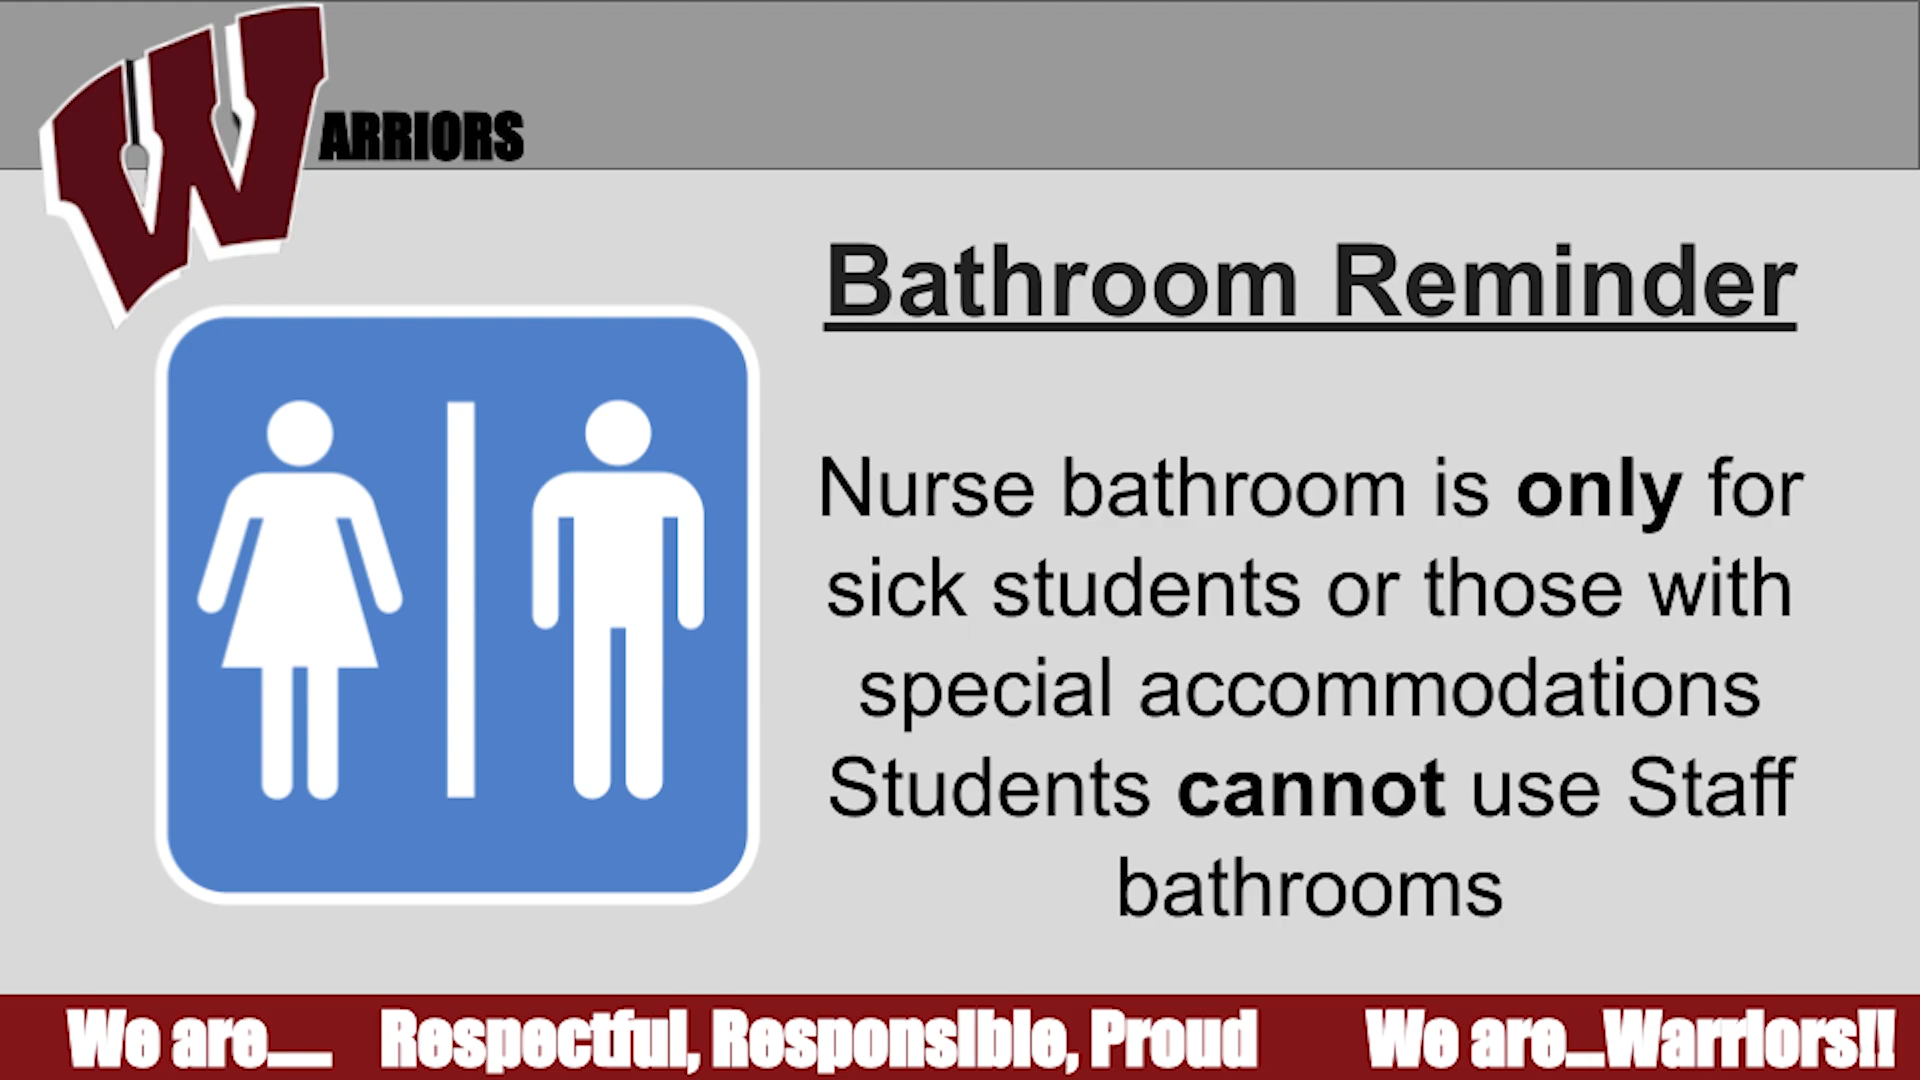 WARRIORS
Bathroom Reminder
Nurse bathroom is only for
sick students or those with
special accommodations
Students cannot use Staff
bathrooms
We are..... Respectful, Responsible, Proud We are...Warriors!!